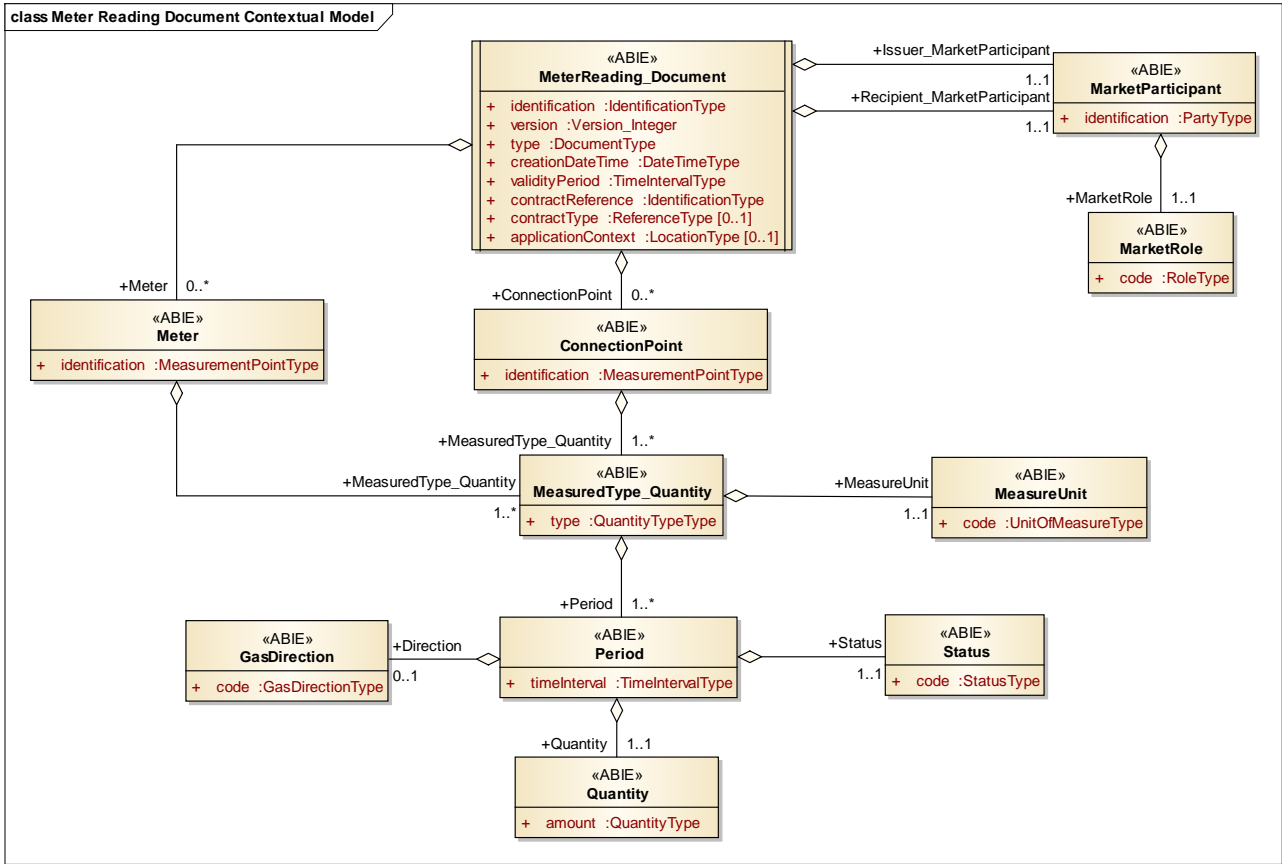 class Meter Reading Document Contextual Model
«ABIE»
MeterReading_Document
+ identification :IdentificationType
+ version :Version_Integer
+ type :DocumentType
+ creationDateTime :DateTimeType
+ validityPeriod :TimeIntervalType
+ contractReference :IdentificationType
+ contractType :ReferenceType [0..1]
+ applicationContext :LocationType [0..1]
+Issuer_MarketParticipant
1..1
+Recipient_MarketParticipant
1..1
«ABIE»
MarketParticipant
+ identification :PartyType
+MarketRole 1..1
«ABIE»
MarketRole
+ code :RoleType
+Meter 0..*
«ABIE»
Meter
+ identification :MeasurementPointType
+ConnectionPoint 0..*
«ABIE»
ConnectionPoint
+ identification :MeasurementPointType
+MeasuredType_Quantity 1..*
+MeasuredType_Quantity
1..*
«ABIE»
MeasuredType_Quantity
+ type :QuantityTypeType
+MeasureUnit
1..1
«ABIE»
MeasureUnit
+ code :UnitOfMeasureType
+Period 1..*
«ABIE»
GasDirection
+ code :GasDirectionType
+Direction
0..1
«ABIE»
Period
+ timeInterval :TimeIntervalType
+Status
1..1
«ABIE»
Status
+ code :StatusType
+Quantity 1..1
«ABIE»
Quantity
+ amount :QuantityType